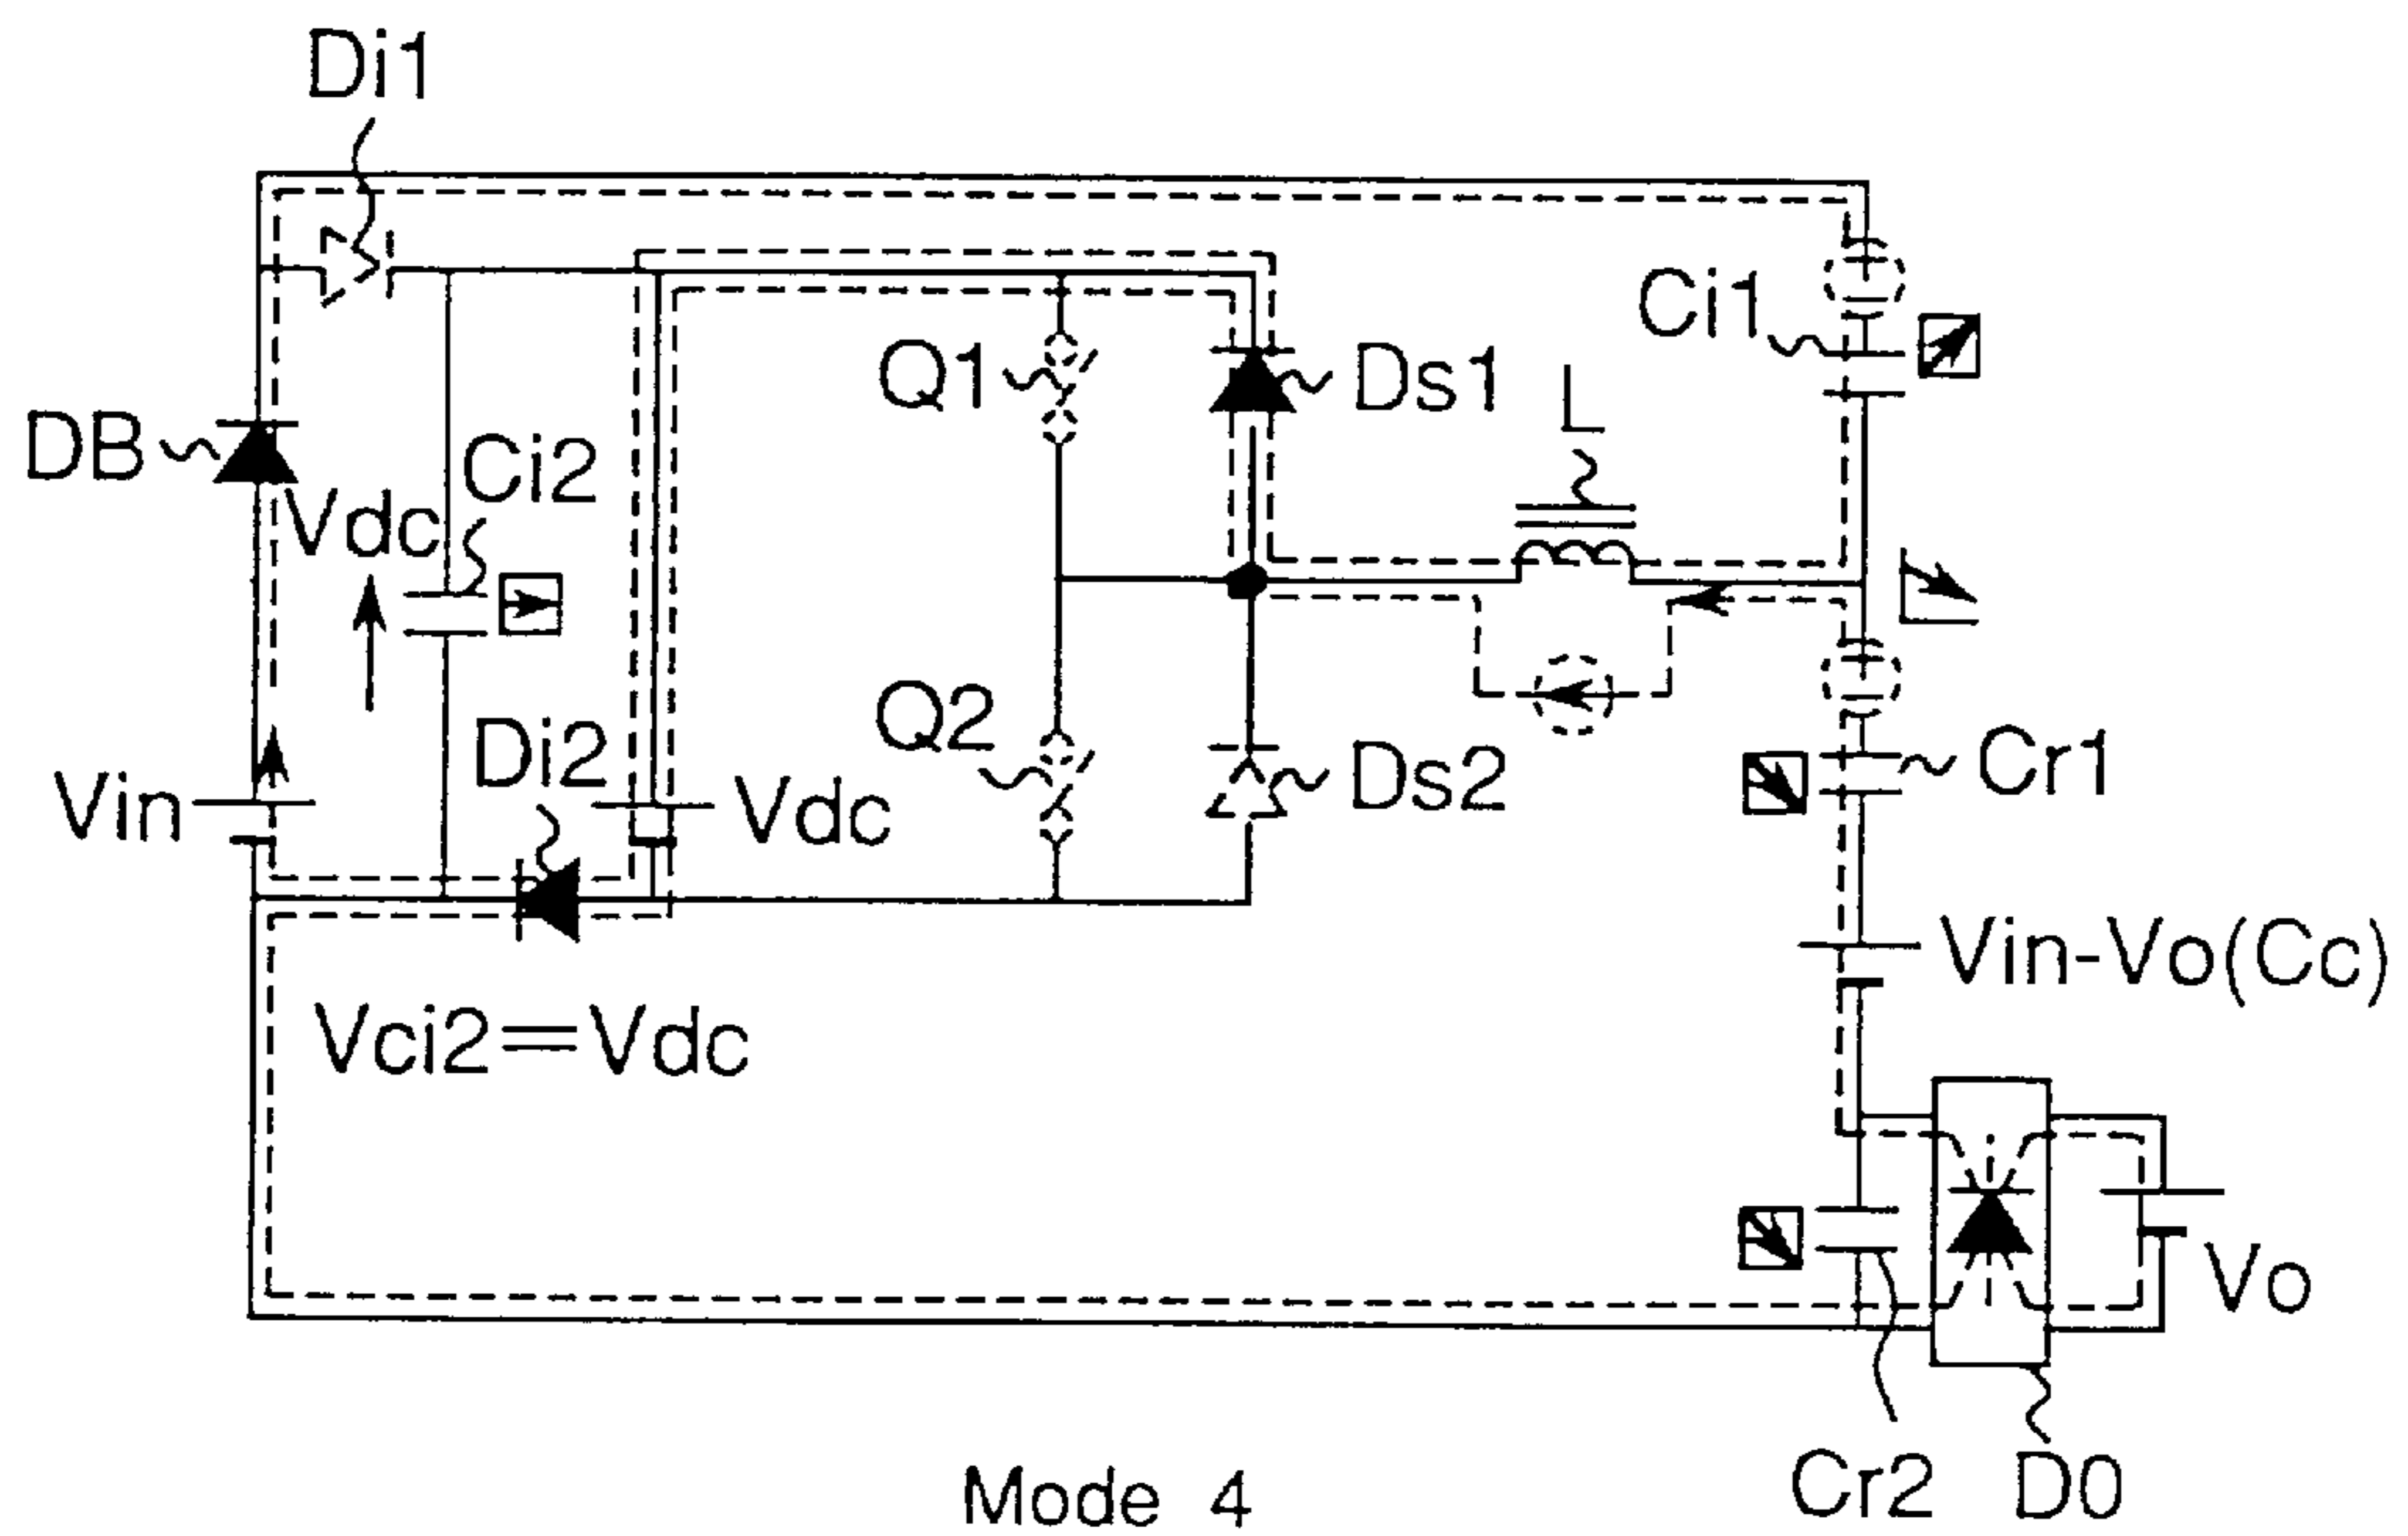 Di1
Ci1
Q1
Ds1
L
DB
Ci2
Vdc
Q2
Di2
Ds2
Cr1
Vin
Vdc
Vin-Vo(Cc)
Vci2=Vdc
Vo
Cr2
D0
Mode 4